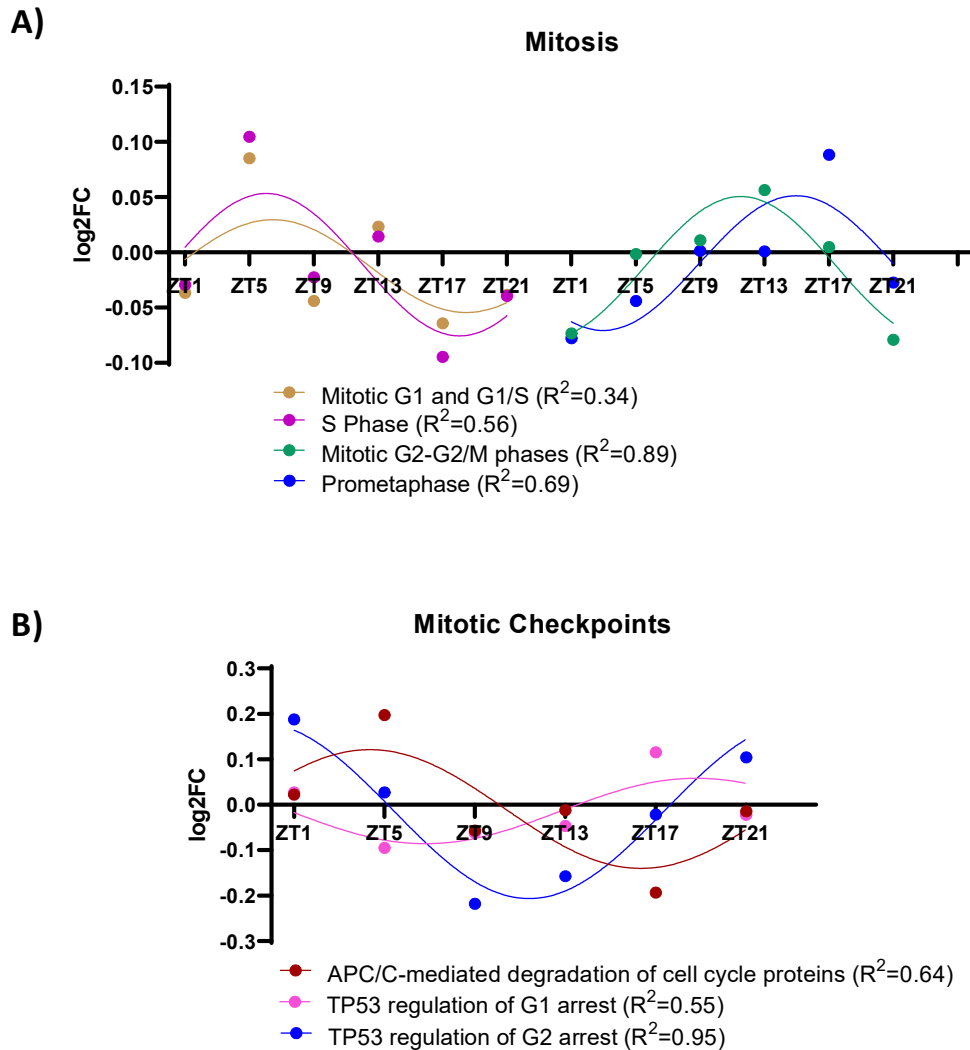 A)
Mitosis
0.15
0.10
0.05
0.00
-0.05
-0.10
log2FC
ZT1 ZT5 ZT9 ZT13 ZT17 ZT21 ZT1 ZT5 ZT9 ZT13 ZT17 ZT21
Mitotic G1 and G1/S (R²=0.34)
S Phase (R²=0.56)
Mitotic G2-G2/M phases (R²=0.89)
Prometaphase (R²=0.69)
B)
Mitotic Checkpoints
0.3
0.2
0.1
0.0
-0.1
-0.2
-0.3
log2FC
ZT1 ZT5 ZT9 ZT13 ZT17 ZT21
APC/C-mediated degradation of cell cycle proteins (R²=0.64)
TP53 regulation of G1 arrest (R²=0.55)
TP53 regulation of G2 arrest (R²=0.95)